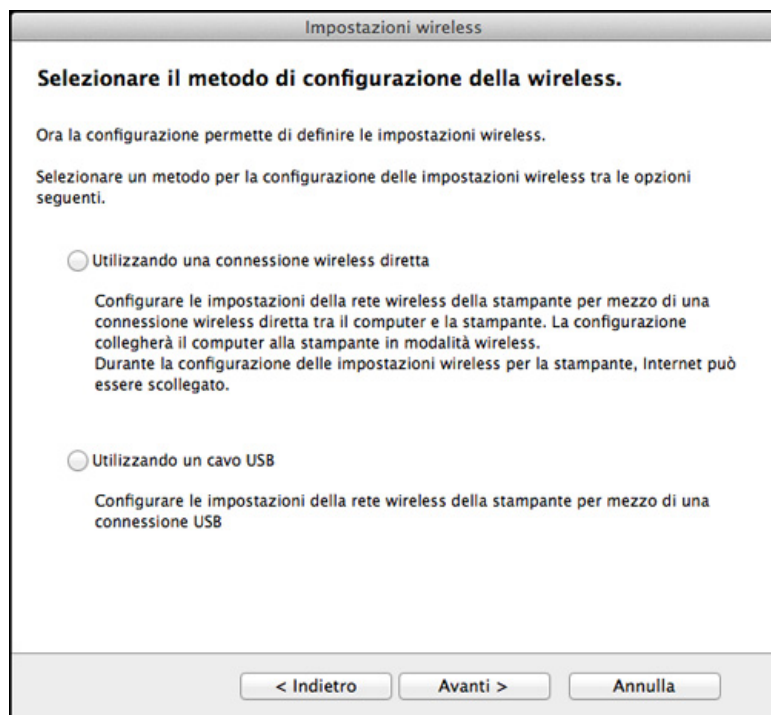 Impostazioni wireless
Selezionare il metodo di configurazione della wireless.
Ora la configurazione permette di definire le impostazioni wireless.
Selezionare un metodo per la configurazione delle impostazioni wireless tra le opzioni
seguenti.
Utilizzando una connessione wireless diretta
Configurare le impostazioni della rete wireless della stampante per mezzo di una
connessione wireless diretta tra il computer e la stampante. La configurazione
collegherà il computer alla stampante in modalità wireless.
Durante la configurazione delle impostazioni wireless per la stampante, Internet può
essere scollegato.
Utilizzando un cavo USB
Configurare le impostazioni della rete wireless della stampante per mezzo di una
connessione USB
< Indietro
Avanti >
Annulla